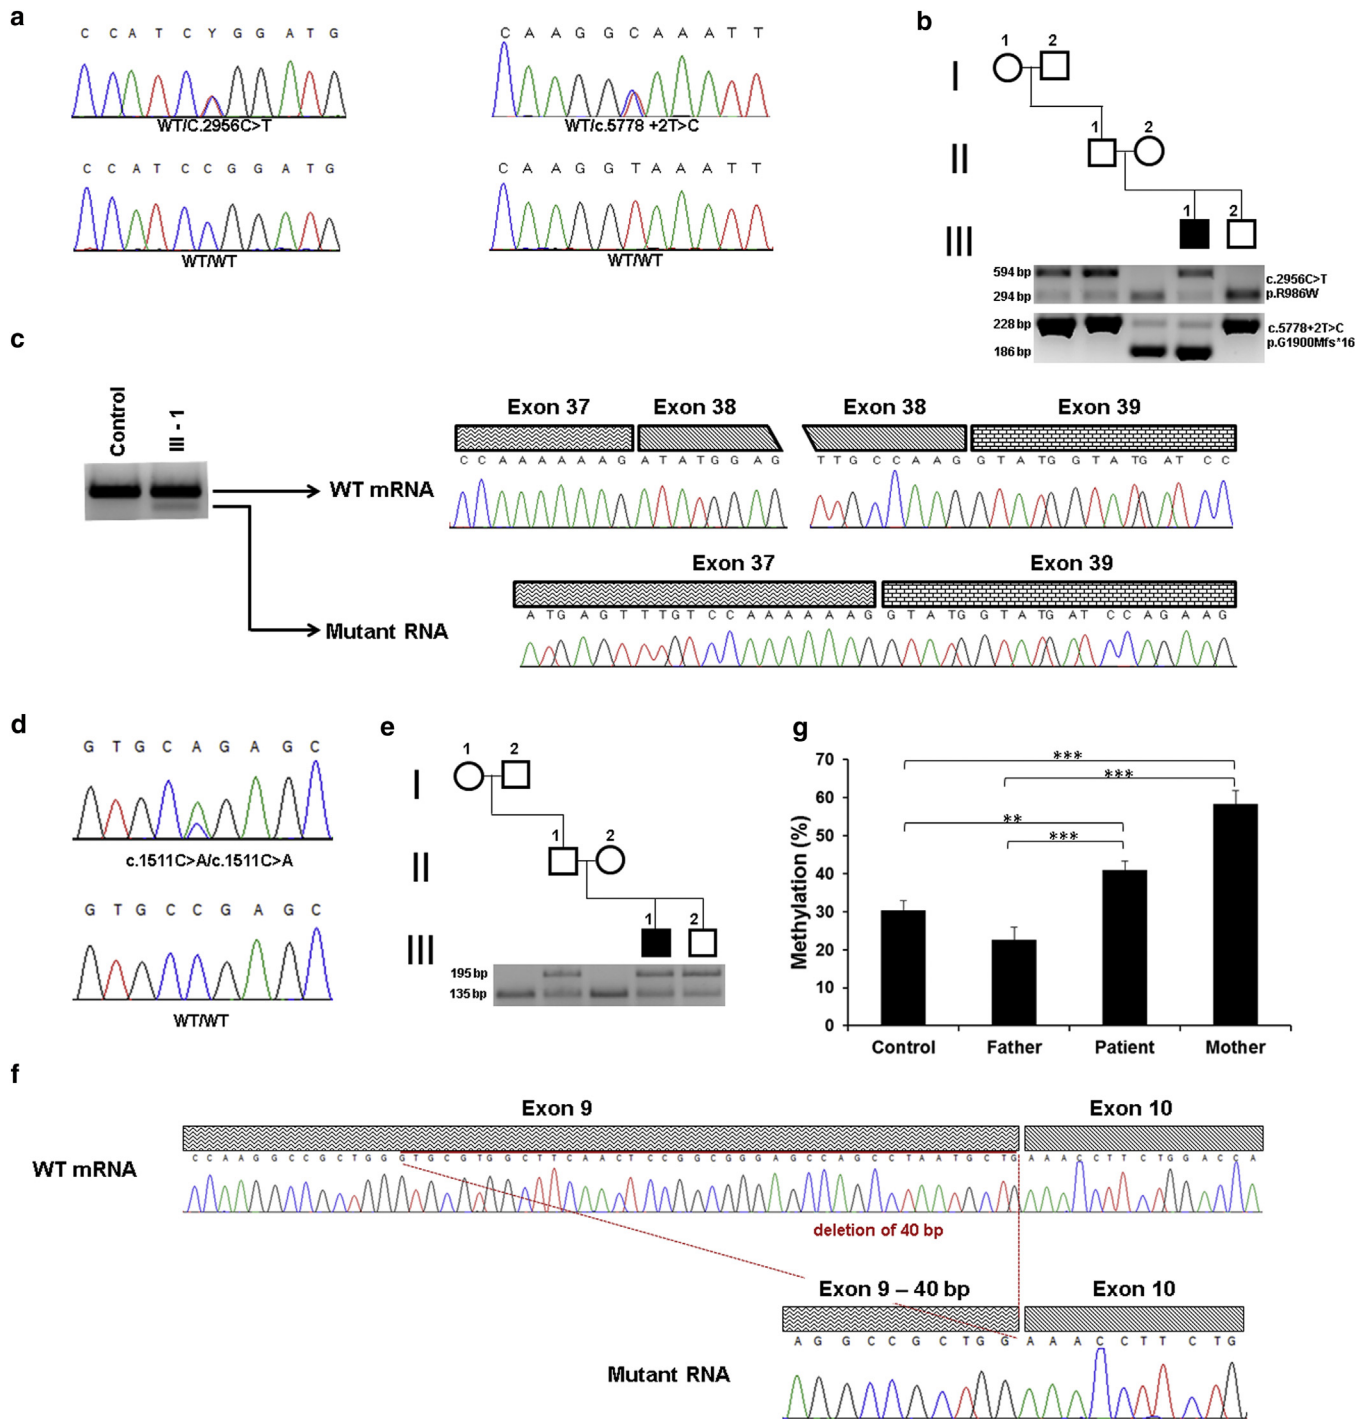 a
C C A T C Y G G A T G
WT/C.2956C>T
C C A T C C G G A T G
WT/WT
C A A G G C A A A T T
WT/c.5778 +2T>C
C A A G G T A A A T T
WT/WT
b
1 2
I
1 2
II
1 2
III
594 bp
294 bp
c.2956C>T
p.R986W
228 bp
186 bp
c.5778+2T>C
p.G1900Mfs*16
c
Control
III - 1
WT mRNA
Mutant RNA
Exon 37 Exon 38 Exon 38 Exon 39
C C A A A A A A G A T A T G G A G T T G C C A A G G T A T G G T A T G A T C C
Exon 37 Exon 39
A T G A G T T T G T C C A A A A A A G G T A T G G T A T G A T C C A G A A G
d
G T G C A G A G C
c.1511C>A/c.1511C>A
G T G C C G A G C
WT/WT
e
1 2
I
1 2
II
1 2
III
195 bp
135 bp
g
Methylation (%)
70
60
50
40
30
20
10
0
***
***
**
***
Control Father Patient Mother
f
Exon 9 Exon 10
WT mRNA
C C A A G G C C G C T G G G T G C G T G G C T T C A A C T C C G G C G G G A G C C A G C C T A A T G C T G A A A C C T T C T G G A C C A
deletion of 40 bp
Exon 9 – 40 bp Exon 10
A G G C C G C T G G A A A C C T T C T G
Mutant RNA